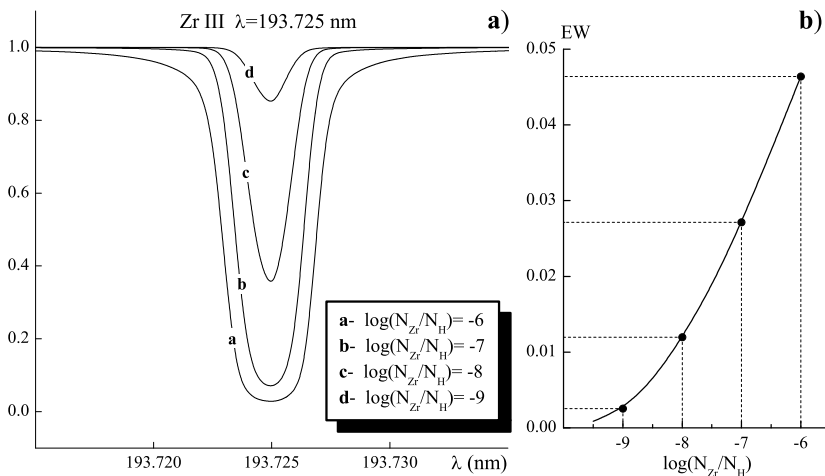 Zr III λ=193.725 nm
a)
1.0
0.8
0.6
0.4
0.2
0.0
d
c
b
a
a- log(N_Zr/N_H)= -6
b- log(N_Zr/N_H)= -7
c- log(N_Zr/N_H)= -8
d- log(N_Zr/N_H)= -9
193.720
193.725
193.730
λ (nm)
b)
EW
0.05
0.04
0.03
0.02
0.01
0.00
-9
-8
-7
-6
log(N_Zr/N_H)